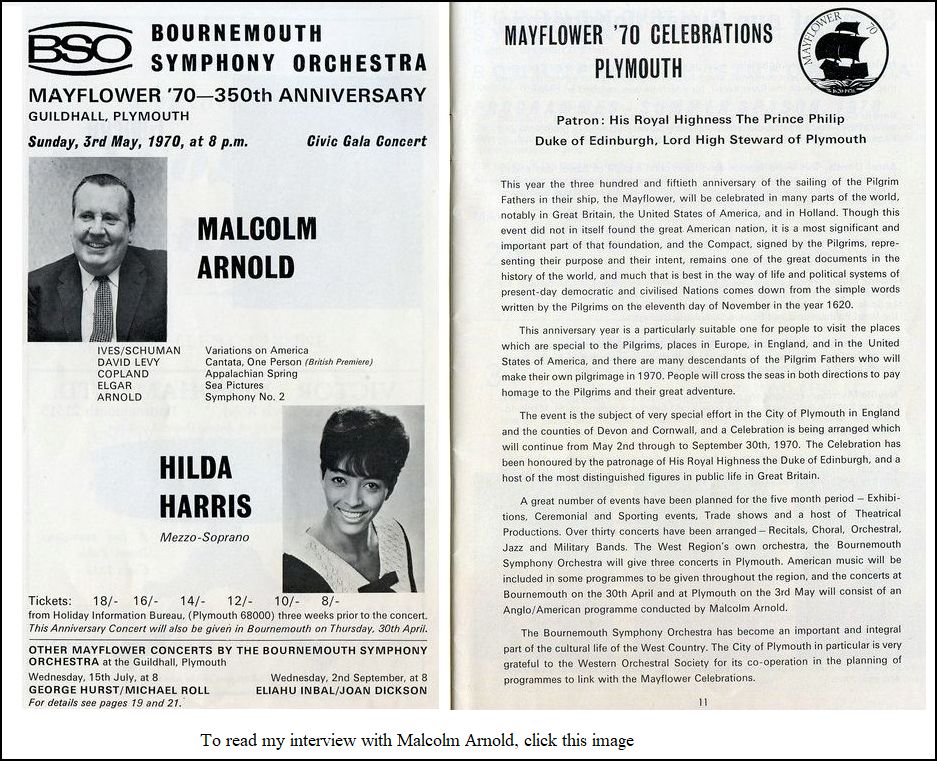 BSO
BOURNEMOUTH
SYMPHONY ORCHESTRA
MAYFLOWER '70—350th ANNIVERSARY
GUILDHALL, PLYMOUTH
Sunday, 3rd May, 1970, at 8 p.m. Civic Gala Concert
MALCOLM
ARNOLD
IVES/SCHUMAN Variations on America
DAVID LEVY Cantata, One Person (British Premiere)
COPLAND Appalachian Spring
ELGAR Sea Pictures
ARNOLD Symphony No. 2
HILDA
HARRIS
Mezzo-Soprano
Tickets: 18/- 16/- 14/- 12/- 10/- 8/-
from Holiday Information Bureau, (Plymouth 68000) three weeks prior to the concert.
This Anniversary Concert will also be given in Bournemouth on Thursday, 30th April.
OTHER MAYFLOWER CONCERTS BY THE BOURNEMOUTH SYMPHONY
ORCHESTRA at the Guildhall, Plymouth
Wednesday, 15th July, at 8 Wednesday, 2nd September, at 8
GEORGE HURST/MICHAEL ROLL ELIAHU INBAL/JOAN DICKSON
For details see pages 19 and 21.
MAYFLOWER '70 CELEBRATIONS
PLYMOUTH
MAYFLOWER 70
1620-1970
Patron: His Royal Highness The Prince Philip
Duke of Edinburgh, Lord High Steward of Plymouth
This year the three hundred and fiftieth anniversary of the sailing of the Pilgrim
Fathers in their ship, the Mayflower, will be celebrated in many parts of the world,
notably in Great Britain, the United States of America, and in Holland. Though this
event did not in itself found the great American nation, it is a most significant and
important part of that foundation, and the Compact, signed by the Pilgrims, repre-
senting their purpose and their intent, remains one of the great documents in the
history of the world, and much that is best in the way of life and political systems of
present-day democratic and civilised Nations comes down from the simple words
written by the Pilgrims on the eleventh day of November in the year 1620.
This anniversary year is a particularly suitable one for people to visit the places
which are special to the Pilgrims, places in Europe, in England, and in the United
States of America, and there are many descendants of the Pilgrim Fathers who will
make their own pilgrimage in 1970. People will cross the seas in both directions to pay
homage to the Pilgrims and their great adventure.
The event is the subject of very special effort in the City of Plymouth in England
and the counties of Devon and Cornwall, and a Celebration is being arranged which
will continue from May 2nd through to September 30th, 1970. The Celebration has
been honoured by the patronage of His Royal Highness the Duke of Edinburgh, and a
host of the most distinguished figures in public life in Great Britain.
A great number of events have been planned for the five month period — Exhibi-
tions, Ceremonial and Sporting events, Trade shows and a host of Theatrical
Productions. Over thirty concerts have been arranged — Recitals, Choral, Orchestral,
Jazz and Military Bands. The West Region's own orchestra, the Bournemouth
Symphony Orchestra will give three concerts in Plymouth. American music will be
included in some programmes to be given throughout the region, and the concerts at
Bournemouth on the 30th April and at Plymouth on the 3rd May will consist of an
Anglo/American programme conducted by Malcolm Arnold.
The Bournemouth Symphony Orchestra has become an important and integral
part of the cultural life of the West Country. The City of Plymouth in particular is very
grateful to the Western Orchestral Society for its co-operation in the planning of
programmes to link with the Mayflower Celebrations.
11
To read my interview with Malcolm Arnold, click this image